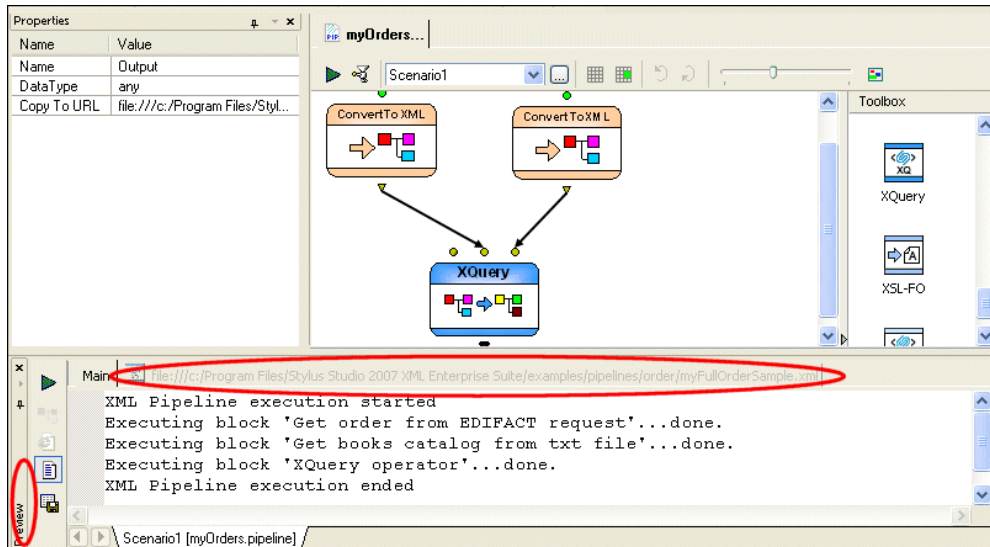 Properties
Name Value
Name Output
DataType any
Copy To URL file:///c:/Program Files/Styl...
PIP myOrders...
Scenario1 ...
ConvertTo XML
ConvertToXML
XQuery
Toolbox
XQ
XQuery
A
XSL-FO
Main file:///c:/Program Files/Stylus Studio 2007 XML Enterprise Suite/examples/pipelines/order/myFullOrderSample.xml
XML Pipeline execution started
Executing block 'Get order from EDIFACT request'...done.
Executing block 'Get books catalog from txt file'...done.
Executing block 'XQuery operator'...done.
XML Pipeline execution ended
Preview
Scenario1 [myOrders.pipeline]